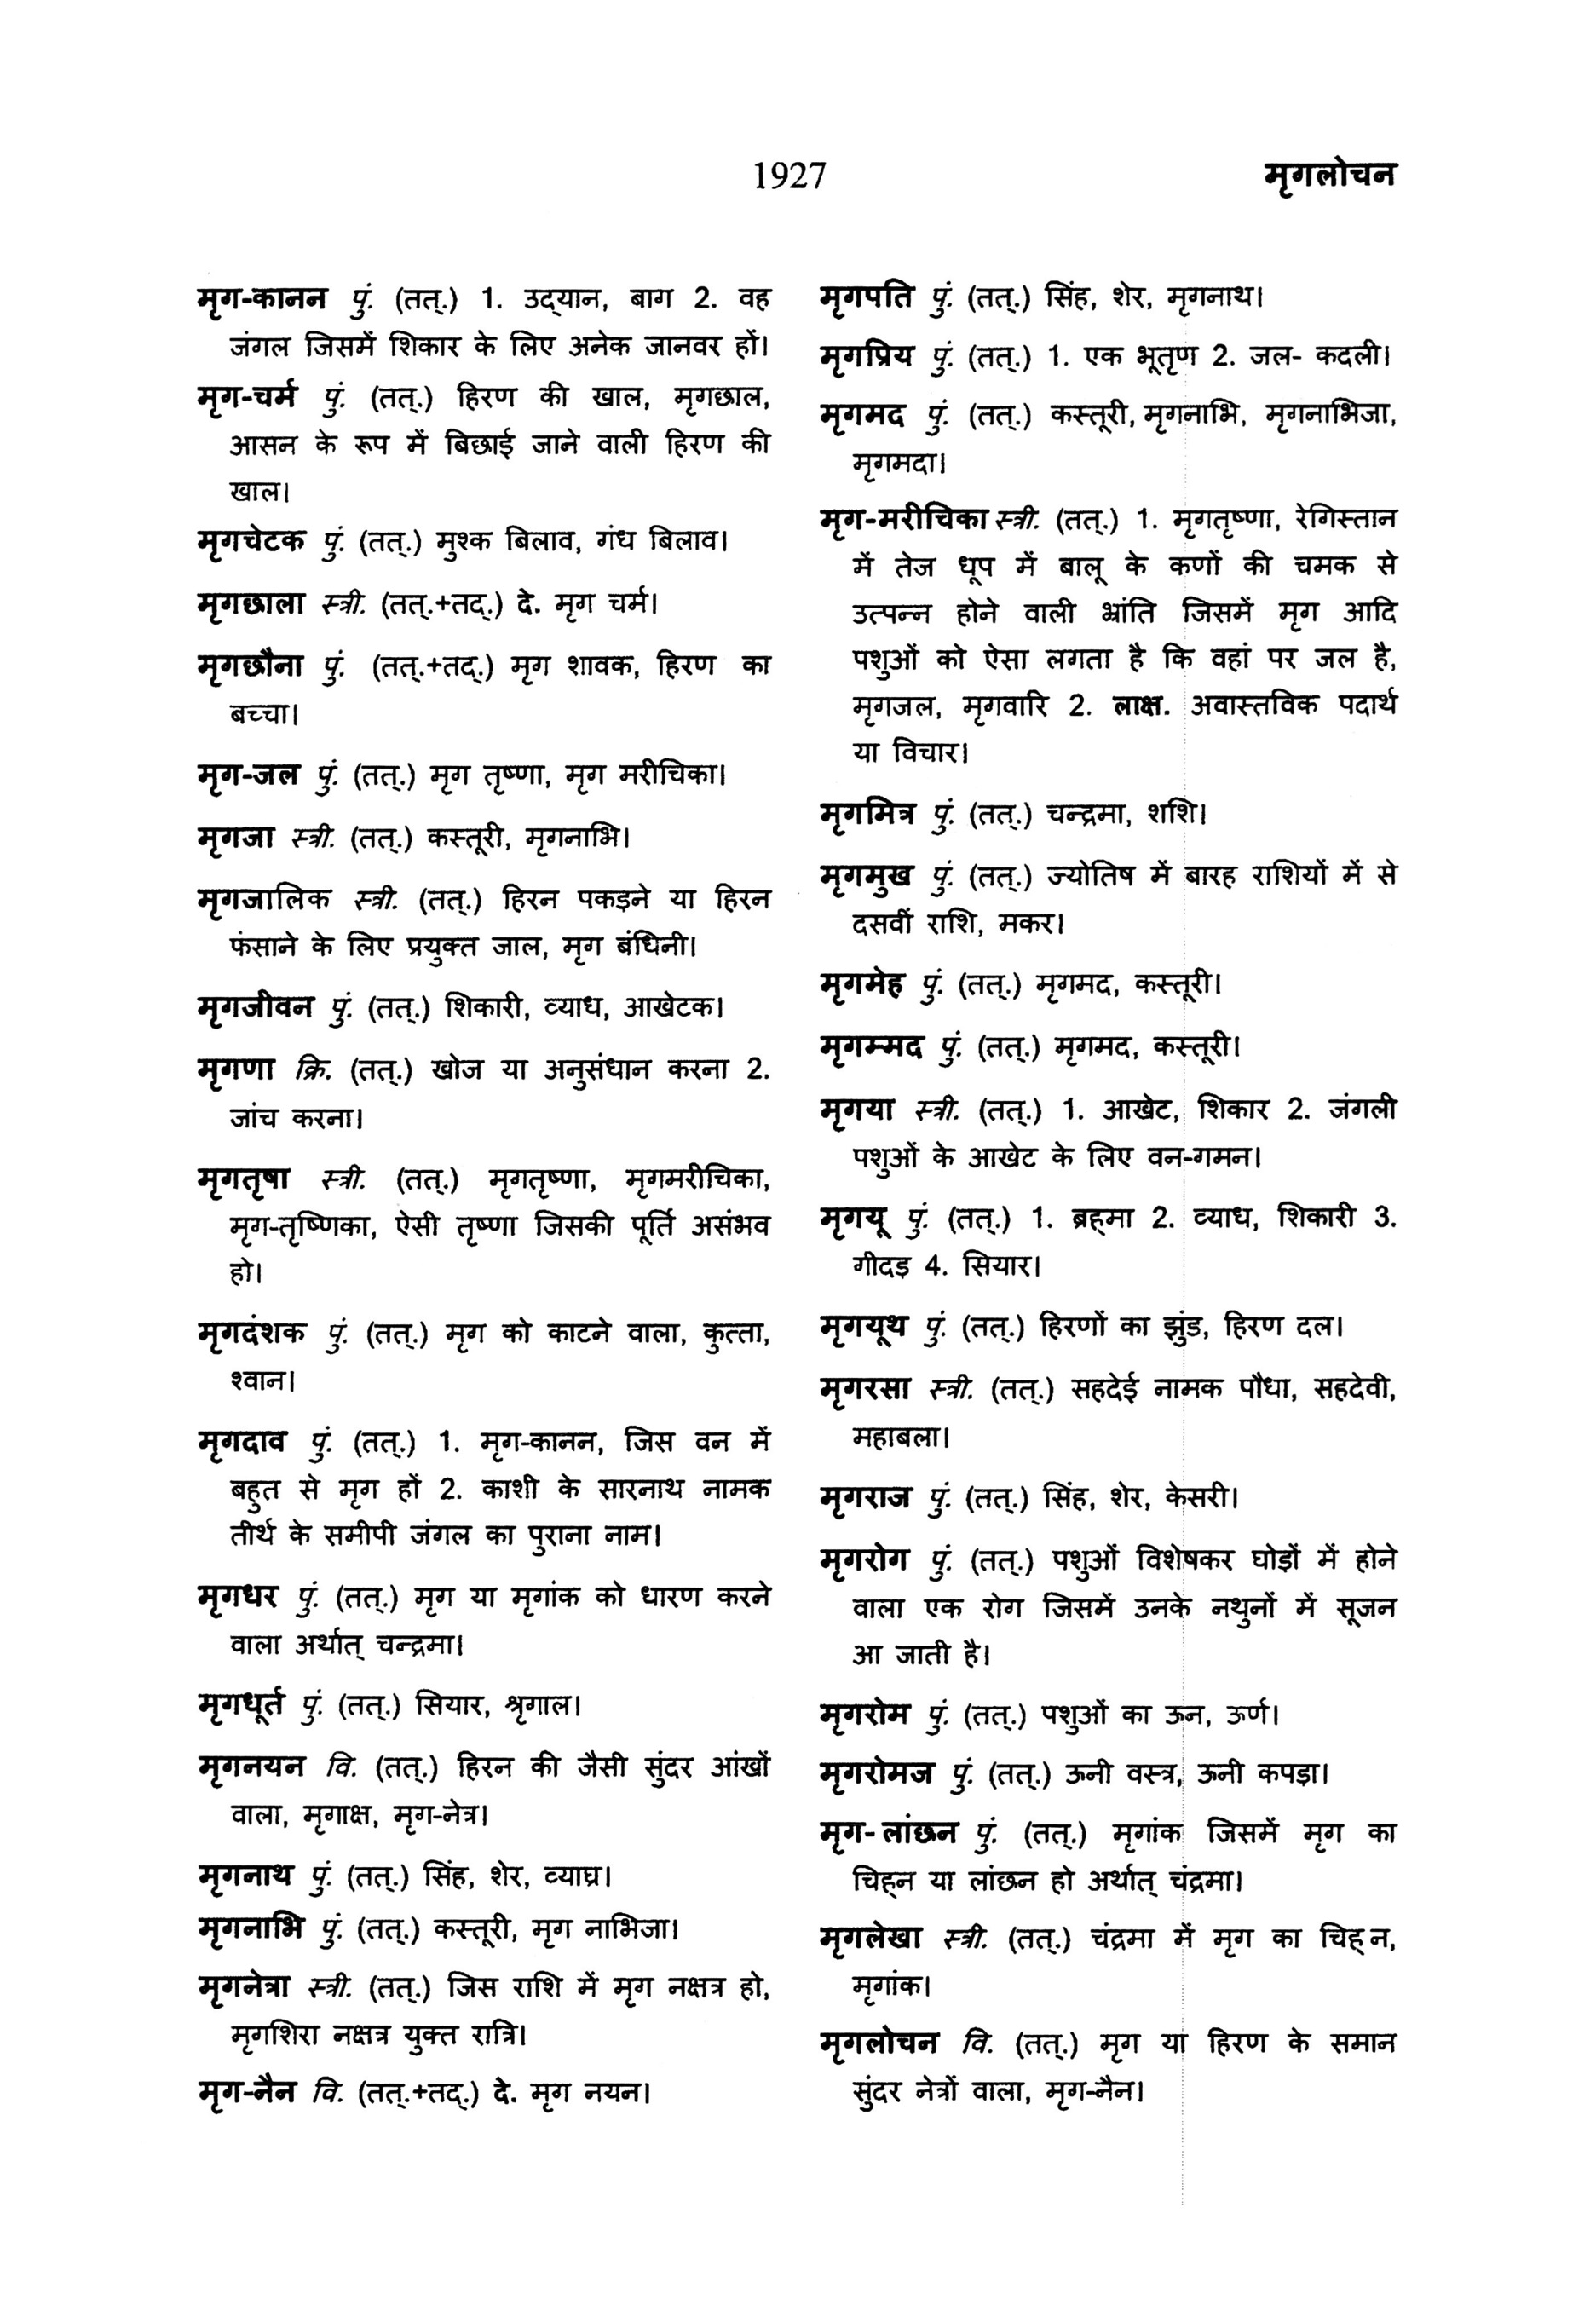 1927
मृगलोचन
मृग-कानन पुं. (तत्.) 1. उद्यान, बाग 2. वह
जंगल जिसमें शिकार के लिए अनेक जानवर हों।
मृग-चर्म पुं. (तत्.) हिरण की खाल, मृगछाल,
आसन के रूप में बिछाई जाने वाली हिरण की
खाल।
मृगचेटक पुं. (तत्.) मुश्क बिलाव, गंध बिलाव।
मृगछाला स्त्री. (तत्.+तद्.) दे. मृग चर्म।
मृगछौना पुं. (तत्.+तद्.) मृग शावक, हिरण का
बच्चा।
मृग-जल पुं. (तत्.) मृग तृष्णा, मृग मरीचिका।
मृगजा स्त्री. (तत्.) कस्तूरी, मृगनाभि।
मृगजालिक स्त्री. (तत्.) हिरन पकड़ने या हिरन
फंसाने के लिए प्रयुक्त जाल, मृग बंधिनी।
मृगजीवन पुं. (तत्.) शिकारी, व्याध, आखेटक।
मृगणा क्रि. (तत्.) खोज या अनुसंधान करना 2.
जांच करना।
मृगतृषा स्त्री. (तत्.) मृगतृष्णा, मृगमरीचिका,
मृग-तृष्णिका, ऐसी तृष्णा जिसकी पूर्ति असंभव
हो।
मृगदंशक पुं. (तत्.) मृग को काटने वाला, कुत्ता,
श्वान।
मृगदाव पुं. (तत्.) 1. मृग-कानन, जिस वन में
बहुत से मृग हों 2. काशी के सारनाथ नामक
तीर्थ के समीपी जंगल का पुराना नाम।
मृगधर पुं. (तत्.) मृग या मृगांक को धारण करने
वाला अर्थात् चन्द्रमा।
मृगधूर्त पुं. (तत्.) सियार, श्रृगाल।
मृगनयन वि. (तत्.) हिरन की जैसी सुंदर आंखों
वाला, मृगाक्ष, मृग-नेत्र।
मृगनाथ पुं. (तत्.) सिंह, शेर, व्याघ्र।
मृगनाभि पुं. (तत्.) कस्तूरी, मृग नाभिजा।
मृगनेत्रा स्त्री. (तत्.) जिस राशि में मृग नक्षत्र हो,
मृगशिरा नक्षत्र युक्त रात्रि।
मृग-नैन वि. (तत्.+तद्.) दे. मृग नयन।
मृगपति पुं. (तत्.) सिंह, शेर, मृगनाथ।
मृगप्रिय पुं. (तत्.) 1. एक भूतृण 2. जल- कदली।
मृगमद पुं. (तत्.) कस्तूरी, मृगनाभि, मृगनाभिजा,
मृगमदा।
मृग-मरीचिका स्त्री. (तत्.) 1. मृगतृष्णा, रेगिस्तान
में तेज धूप में बालू के कणों की चमक से
उत्पन्न होने वाली भ्रांति जिसमें मृग आदि
पशुओं को ऐसा लगता है कि वहां पर जल है,
मृगजल, मृगवारि 2. लाक्ष. अवास्तविक पदार्थ
या विचार।
मृगमित्र पुं. (तत्.) चन्द्रमा, शशि।
मृगमुख पुं. (तत्.) ज्योतिष में बारह राशियों में से
दसवीं राशि, मकर।
मृगमेह पुं. (तत्.) मृगमद, कस्तूरी।
मृगम्मद पुं. (तत्.) मृगमद, कस्तूरी।
मृगया स्त्री. (तत्.) 1. आखेट, शिकार 2. जंगली
पशुओं के आखेट के लिए वन-गमन।
मृगयू पुं. (तत्.) 1. ब्रह्मा 2. व्याध, शिकारी 3.
गीदड़ 4. सियार।
मृगयूथ पुं. (तत्.) हिरणों का झुंड, हिरण दल।
मृगरसा स्त्री. (तत्.) सहदेई नामक पौधा, सहदेवी,
महाबला।
मृगराज पुं. (तत्.) सिंह, शेर, केसरी।
मृगरोग पुं. (तत्.) पशुओं विशेषकर घोड़ों में होने
वाला एक रोग जिसमें उनके नथुनों में सूजन
आ जाती है।
मृगरोम पुं. (तत्.) पशुओं का ऊन, ऊर्ण।
मृगरोमज पुं. (तत्.) ऊनी वस्त्र, ऊनी कपड़ा।
मृग- लांछन पुं. (तत्.) मृगांक जिसमें मृग का
चिह्न या लांछन हो अर्थात् चंद्रमा।
मृगलेखा स्त्री. (तत्.) चंद्रमा में मृग का चिह्न,
मृगांक।
मृगलोचन वि. (तत्.) मृग या हिरण के समान
सुंदर नेत्रों वाला, मृग-नैन।